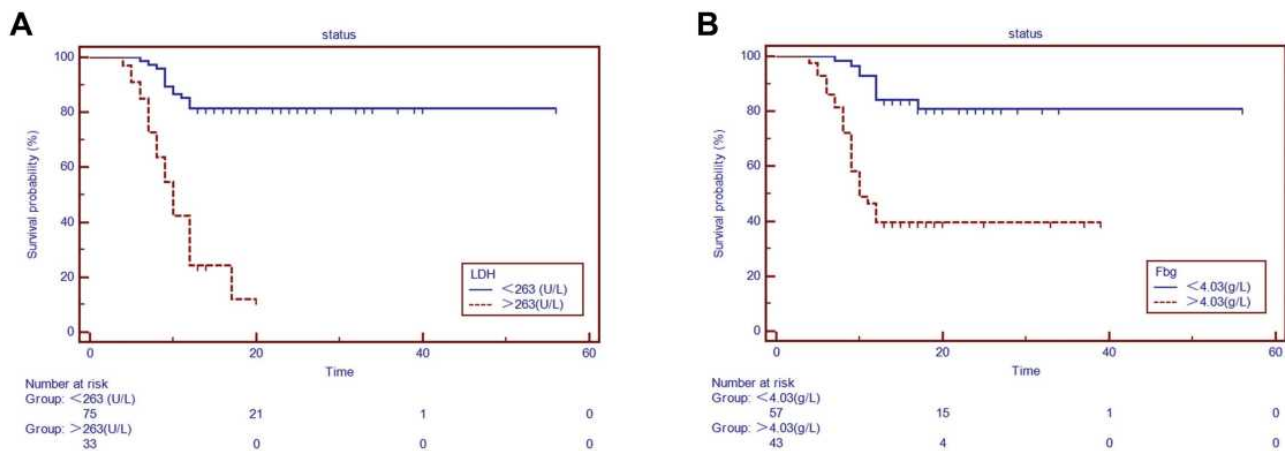 A
status
100
80
60
40
20
0
Survival probability (%)
LDH
<263 (U/L)
>263(U/L)
0 20 40 60
Time
Number at risk
Group: <263 (U/L)
75 21 1 0
Group: >263(U/L)
33 0 0 0
B
status
100
80
60
40
20
0
Survival probability (%)
Fbg
<4.03(g/L)
>4.03(g/L)
0 20 40 60
Time
Number at risk
Group: <4.03(g/L)
57 15 1 0
Group: >4.03(g/L)
43 4 0 0